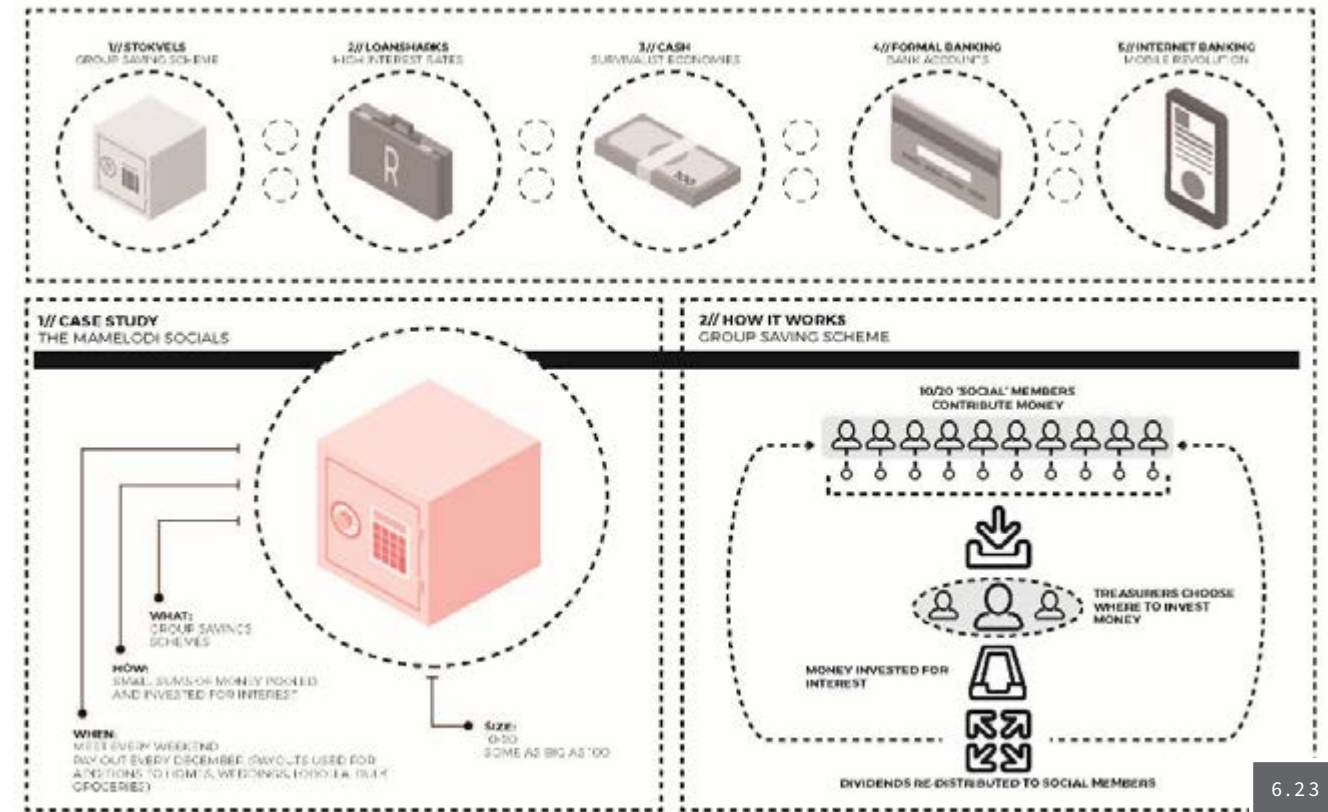 1// STOKVELS
GROUP SAVING SCHEME
2// LOANSHARKS
HIGH INTEREST RATES
3// CASH
SURVIVALIST ECONOMIES
4// FORMAL BANKING
BANK ACCOUNTS
5// INTERNET BANKING
MOBILE REVOLUTION
R
100
1// CASE STUDY
THE MAMELODI SOCIALS
WHAT:
GROUP SAVINGS
SCHEMES
HOW:
SMALL SUMS OF MONEY POOLED
AND INVESTED FOR INTEREST
WHEN:
MEET EVERY WEEKEND
PAY OUT EVERY DECEMBER (PAYOUTS USED FOR
ADDITIONS TO HOMES, WEDDINGS, LOBOLLA, BULK
GROCERIES)
SIZE:
SOME AS BIG AS 100
2// HOW IT WORKS
GROUP SAVING SCHEME
10/20 'SOCIAL' MEMBERS
CONTRIBUTE MONEY
TREASURERS CHOOSE
WHERE TO INVEST
MONEY
MONEY INVESTED FOR
INTEREST
DIVIDENDS RE-DISTRIBUTED TO SOCIAL MEMBERS
6.23